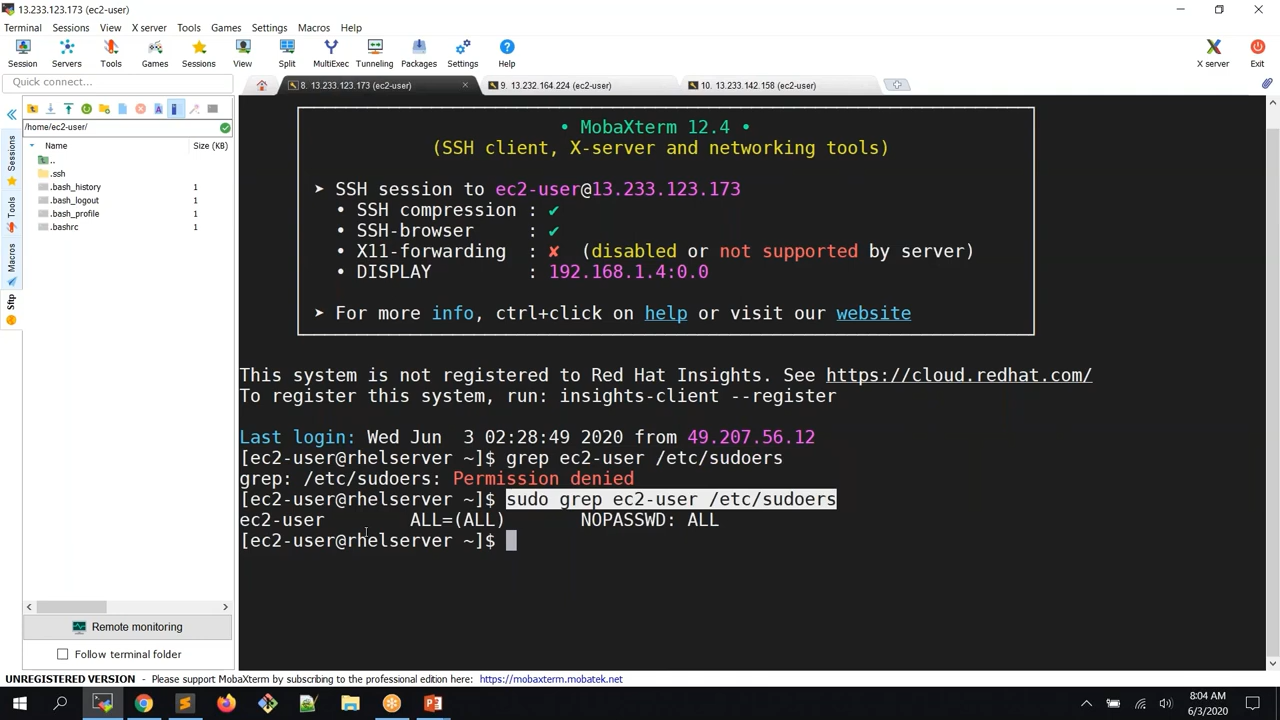 13.233.123.173 (ec2-user)
Terminal Sessions View X server Tools Games Settings Macros Help
Session Servers Tools Games Sessions View Split MultiExec Tunneling Packages Settings Help X server Exit
Quick connect...
8. 13.233.123.173 (ec2-user) 9. 13.232.164.224 (ec2-user) 10. 13.233.142.158 (ec2-user)
/home/ec2-user/
Name Size (KB)
..
.ssh
.bash_history 1
.bash_logout 1
.bash_profile 1
.bashrc 1
Sessions
Tools
Macros
Sftp
• MobaXterm 12.4 •
(SSH client, X-server and networking tools)
➤ SSH session to ec2-user@13.233.123.173
• SSH compression : ✔
• SSH-browser : ✔
• X11-forwarding : ✘ (disabled or not supported by server)
• DISPLAY : 192.168.1.4:0.0
➤ For more info, ctrl+click on help or visit our website
This system is not registered to Red Hat Insights. See https://cloud.redhat.com/
To register this system, run: insights-client --register
Last login: Wed Jun 3 02:28:49 2020 from 49.207.56.12
[ec2-user@rhelserver ~]$ grep ec2-user /etc/sudoers
grep: /etc/sudoers: Permission denied
[ec2-user@rhelserver ~]$ sudo grep ec2-user /etc/sudoers
ec2-user ALL=(ALL) NOPASSWD: ALL
[ec2-user@rhelserver ~]$
Remote monitoring
Follow terminal folder
UNREGISTERED VERSION - Please support MobaXterm by subscribing to the professional edition here: https://mobaxterm.mobatek.net
8:04 AM
6/3/2020